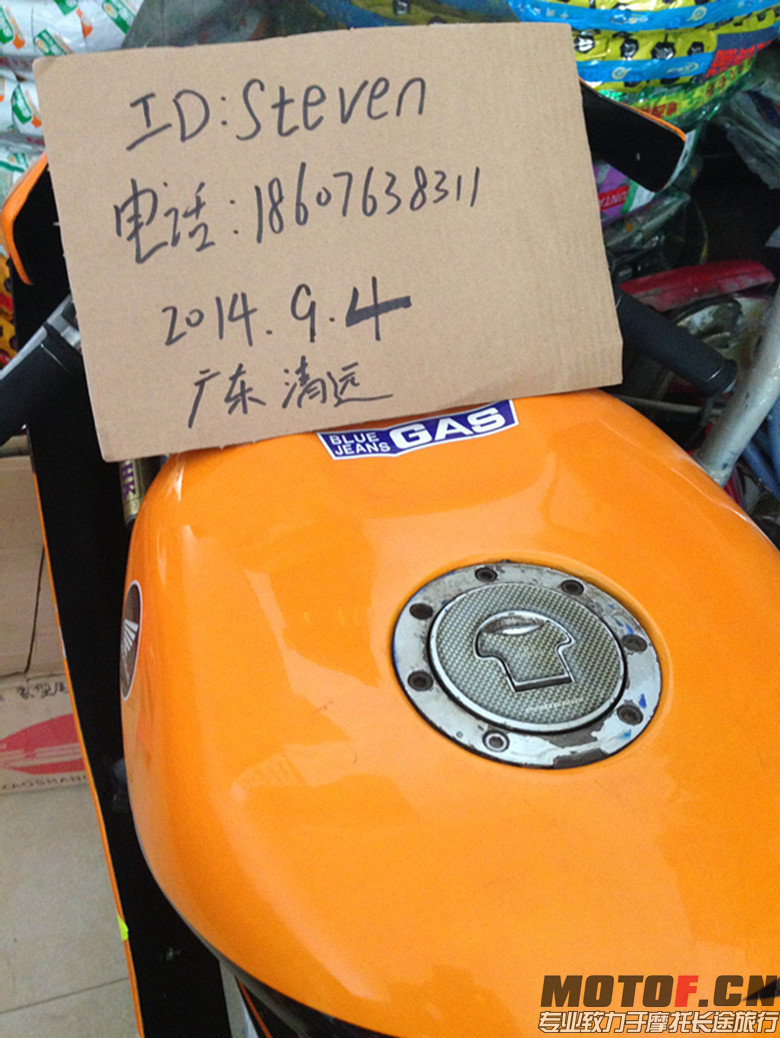 ID:Steven
电话:18607638311
2014.9.4
广东 清远
BLUE JEANS GAS
MOTOF.CN
专业致力于摩托长途旅行